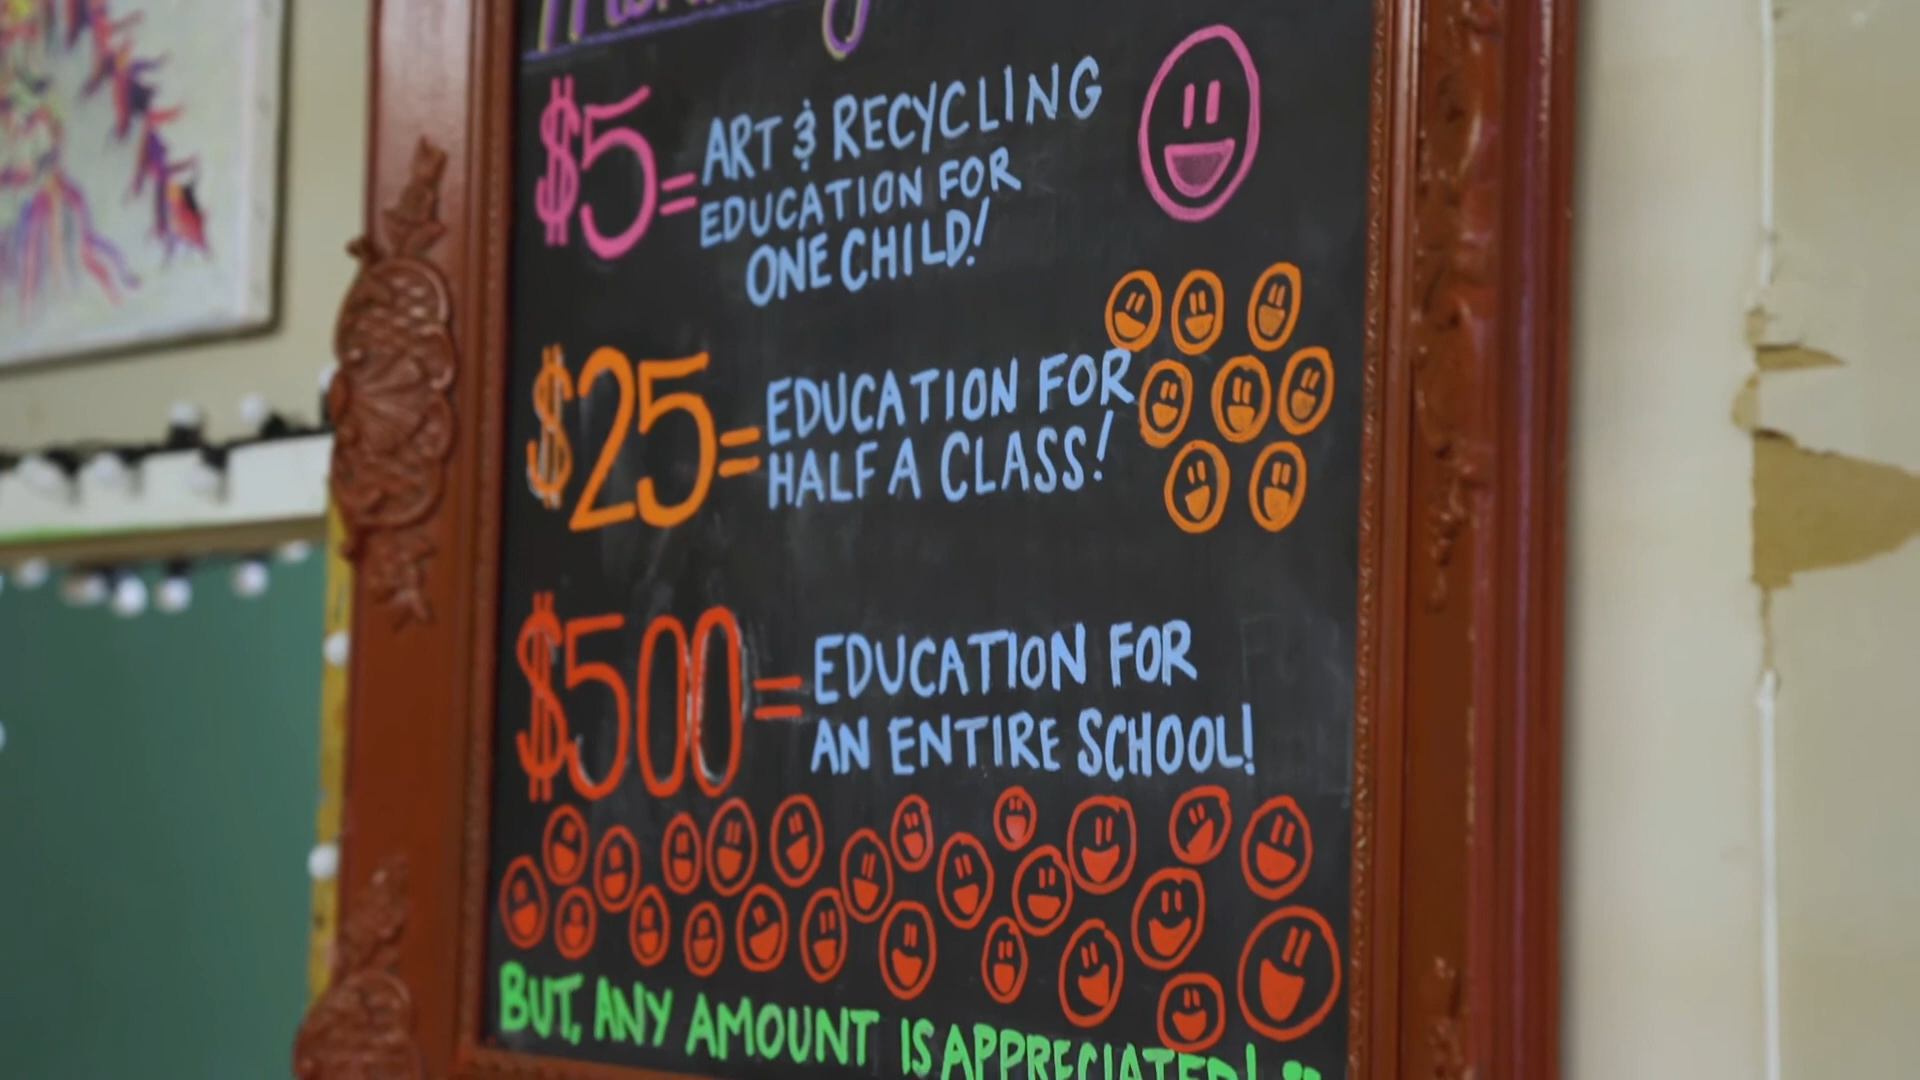 $5 = ART & RECYCLING
EDUCATION FOR
ONE CHILD!
$25 = EDUCATION FOR
HALF A CLASS!
$500 = EDUCATION FOR
AN ENTIRE SCHOOL!
BUT, ANY AMOUNT IS APPRECIATED!